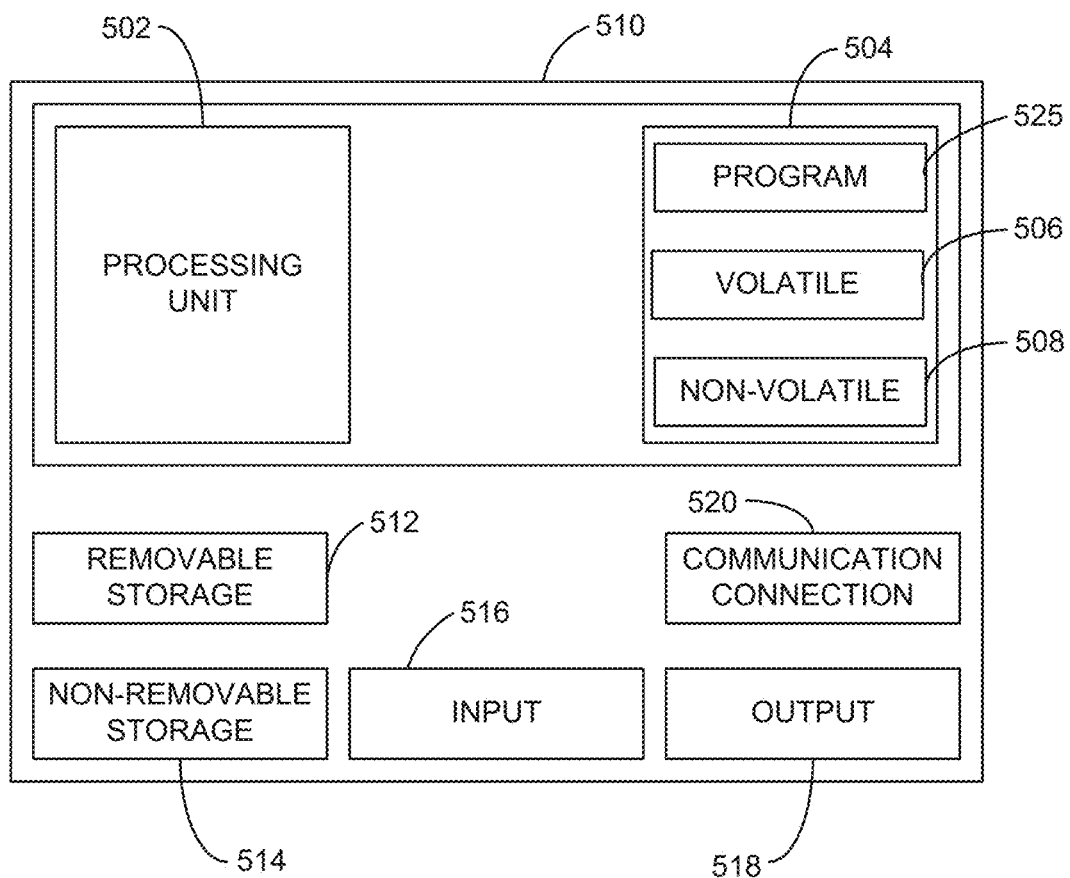 502
510
504
525
PROGRAM
506
PROCESSING
UNIT
VOLATILE
508
NON-VOLATILE
512
520
REMOVABLE
STORAGE
COMMUNICATION
CONNECTION
516
NON-REMOVABLE
STORAGE
INPUT
OUTPUT
514
518